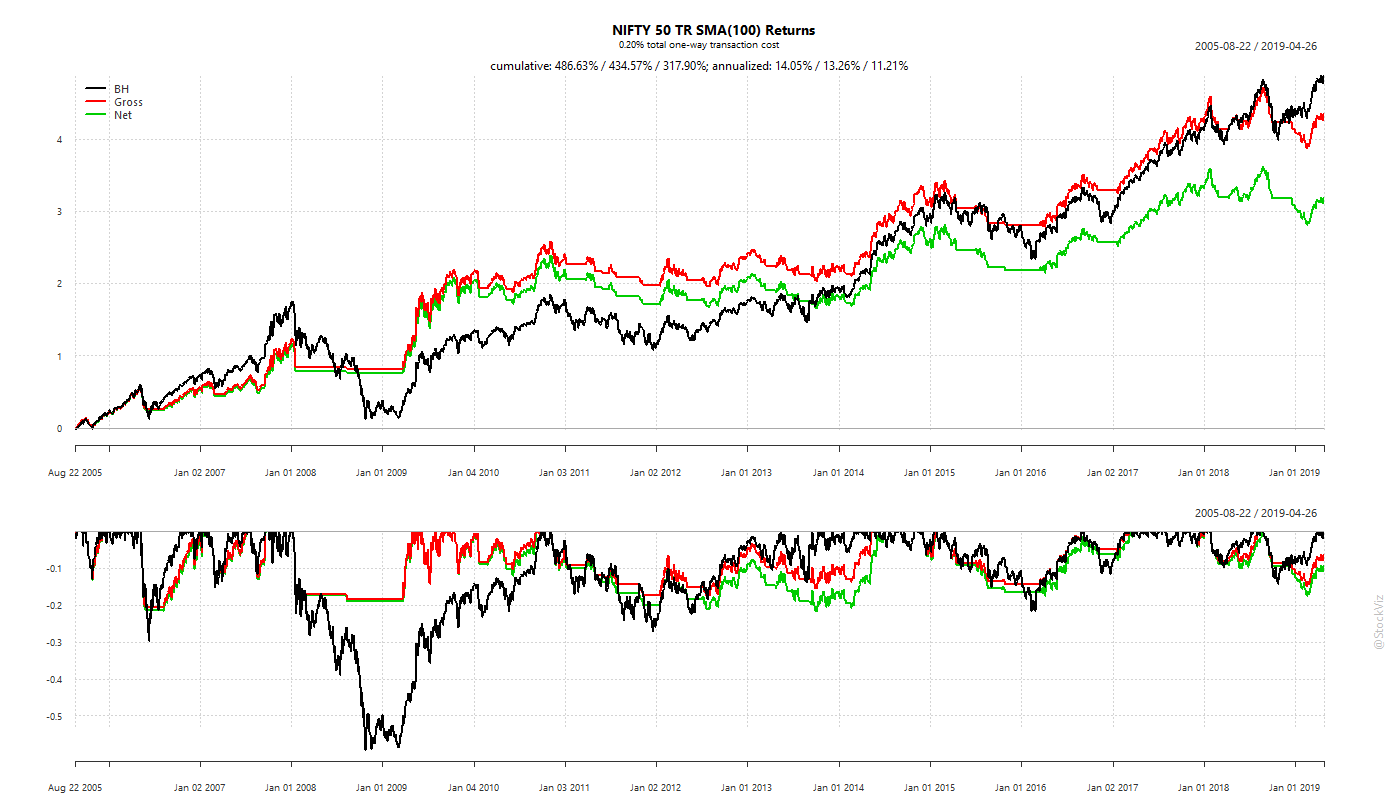 NIFTY 50 TR SMA(100) Returns
0.20% total one-way transaction cost
2005-08-22 / 2019-04-26
cumulative: 486.63% / 434.57% / 317.90%; annualized: 14.05% / 13.26% / 11.21%
BH
Gross
Net
4
3
2
1
0
Aug 22 2005 Jan 02 2007 Jan 01 2008 Jan 01 2009 Jan 04 2010 Jan 03 2011 Jan 02 2012 Jan 01 2013 Jan 01 2014 Jan 01 2015 Jan 01 2016 Jan 02 2017 Jan 01 2018 Jan 01 2019
2005-08-22 / 2019-04-26
-0.1
-0.2
-0.3
-0.4
-0.5
Aug 22 2005 Jan 02 2007 Jan 01 2008 Jan 01 2009 Jan 04 2010 Jan 03 2011 Jan 02 2012 Jan 01 2013 Jan 01 2014 Jan 01 2015 Jan 01 2016 Jan 02 2017 Jan 01 2018 Jan 01 2019
@StockViz